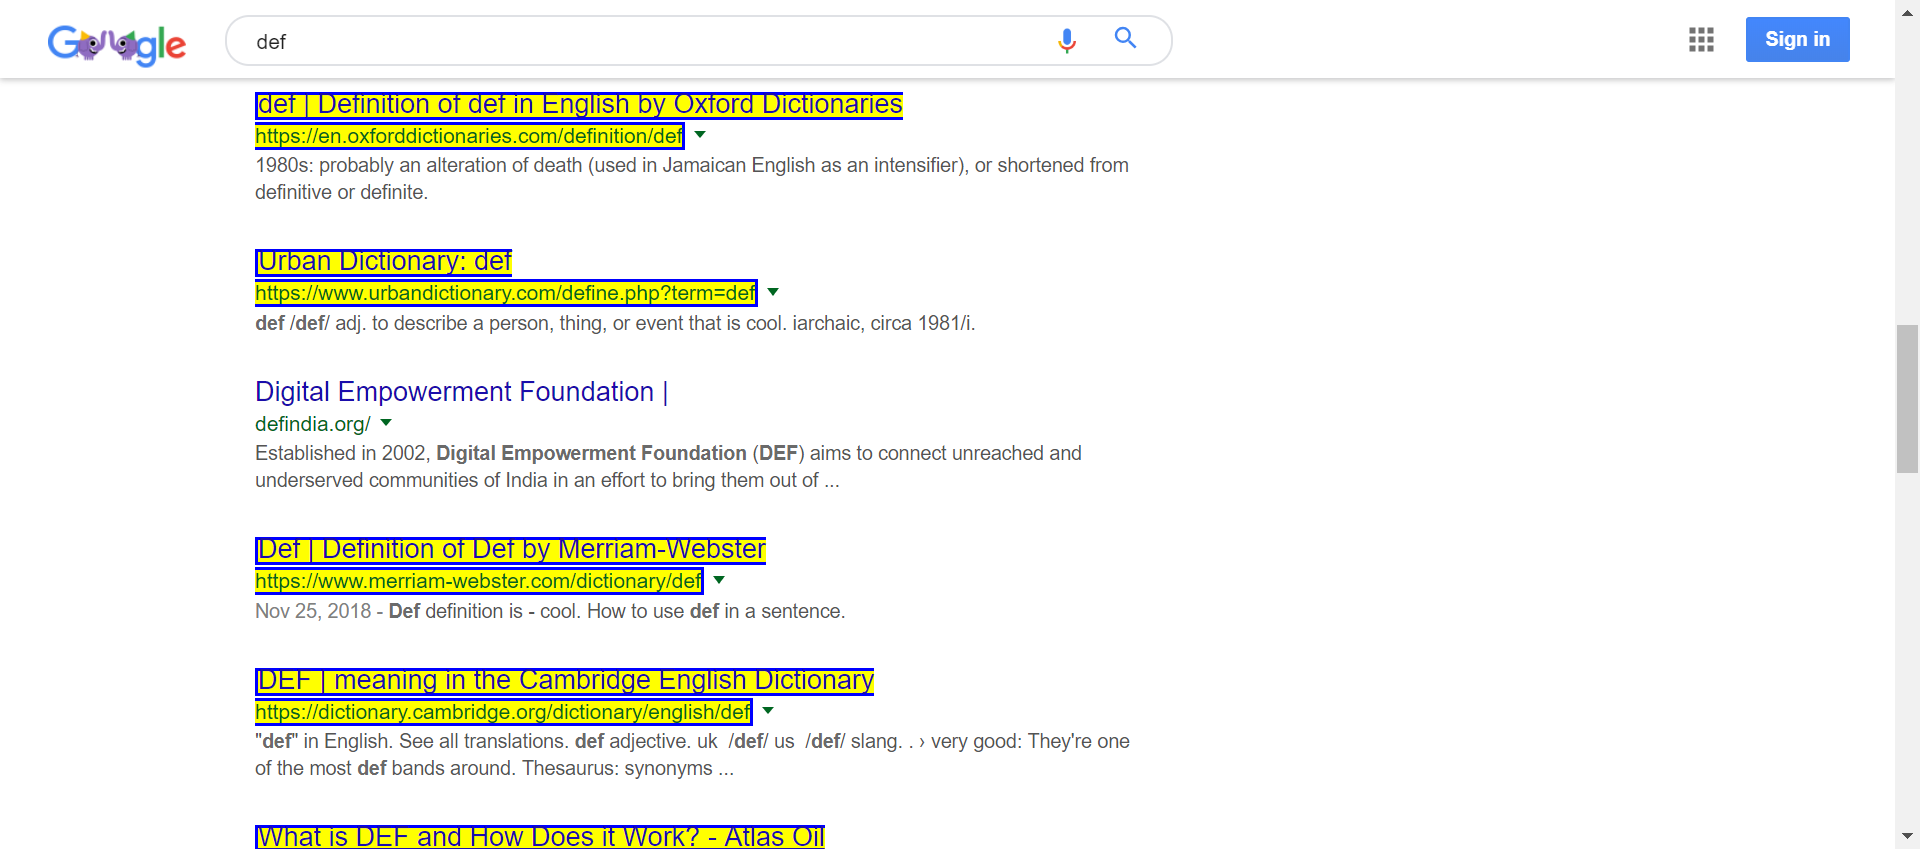 Google
def
Sign in
def | Definition of def in English by Oxford Dictionaries
https://en.oxforddictionaries.com/definition/def
1980s: probably an alteration of death (used in Jamaican English as an intensifier), or shortened from
definitive or definite.
Urban Dictionary: def
https://www.urbandictionary.com/define.php?term=def
def /def/ adj. to describe a person, thing, or event that is cool. iarchaic, circa 1981/i.
Digital Empowerment Foundation |
defindia.org/
Established in 2002, Digital Empowerment Foundation (DEF) aims to connect unreached and
underserved communities of India in an effort to bring them out of ...
Def | Definition of Def by Merriam-Webster
https://www.merriam-webster.com/dictionary/def
Nov 25, 2018 - Def definition is - cool. How to use def in a sentence.
DEF | meaning in the Cambridge English Dictionary
https://dictionary.cambridge.org/dictionary/english/def
"def" in English. See all translations. def adjective. uk /def/ us /def/ slang. . › very good: They're one
of the most def bands around. Thesaurus: synonyms ...
What is DEF and How Does it Work? - Atlas Oil